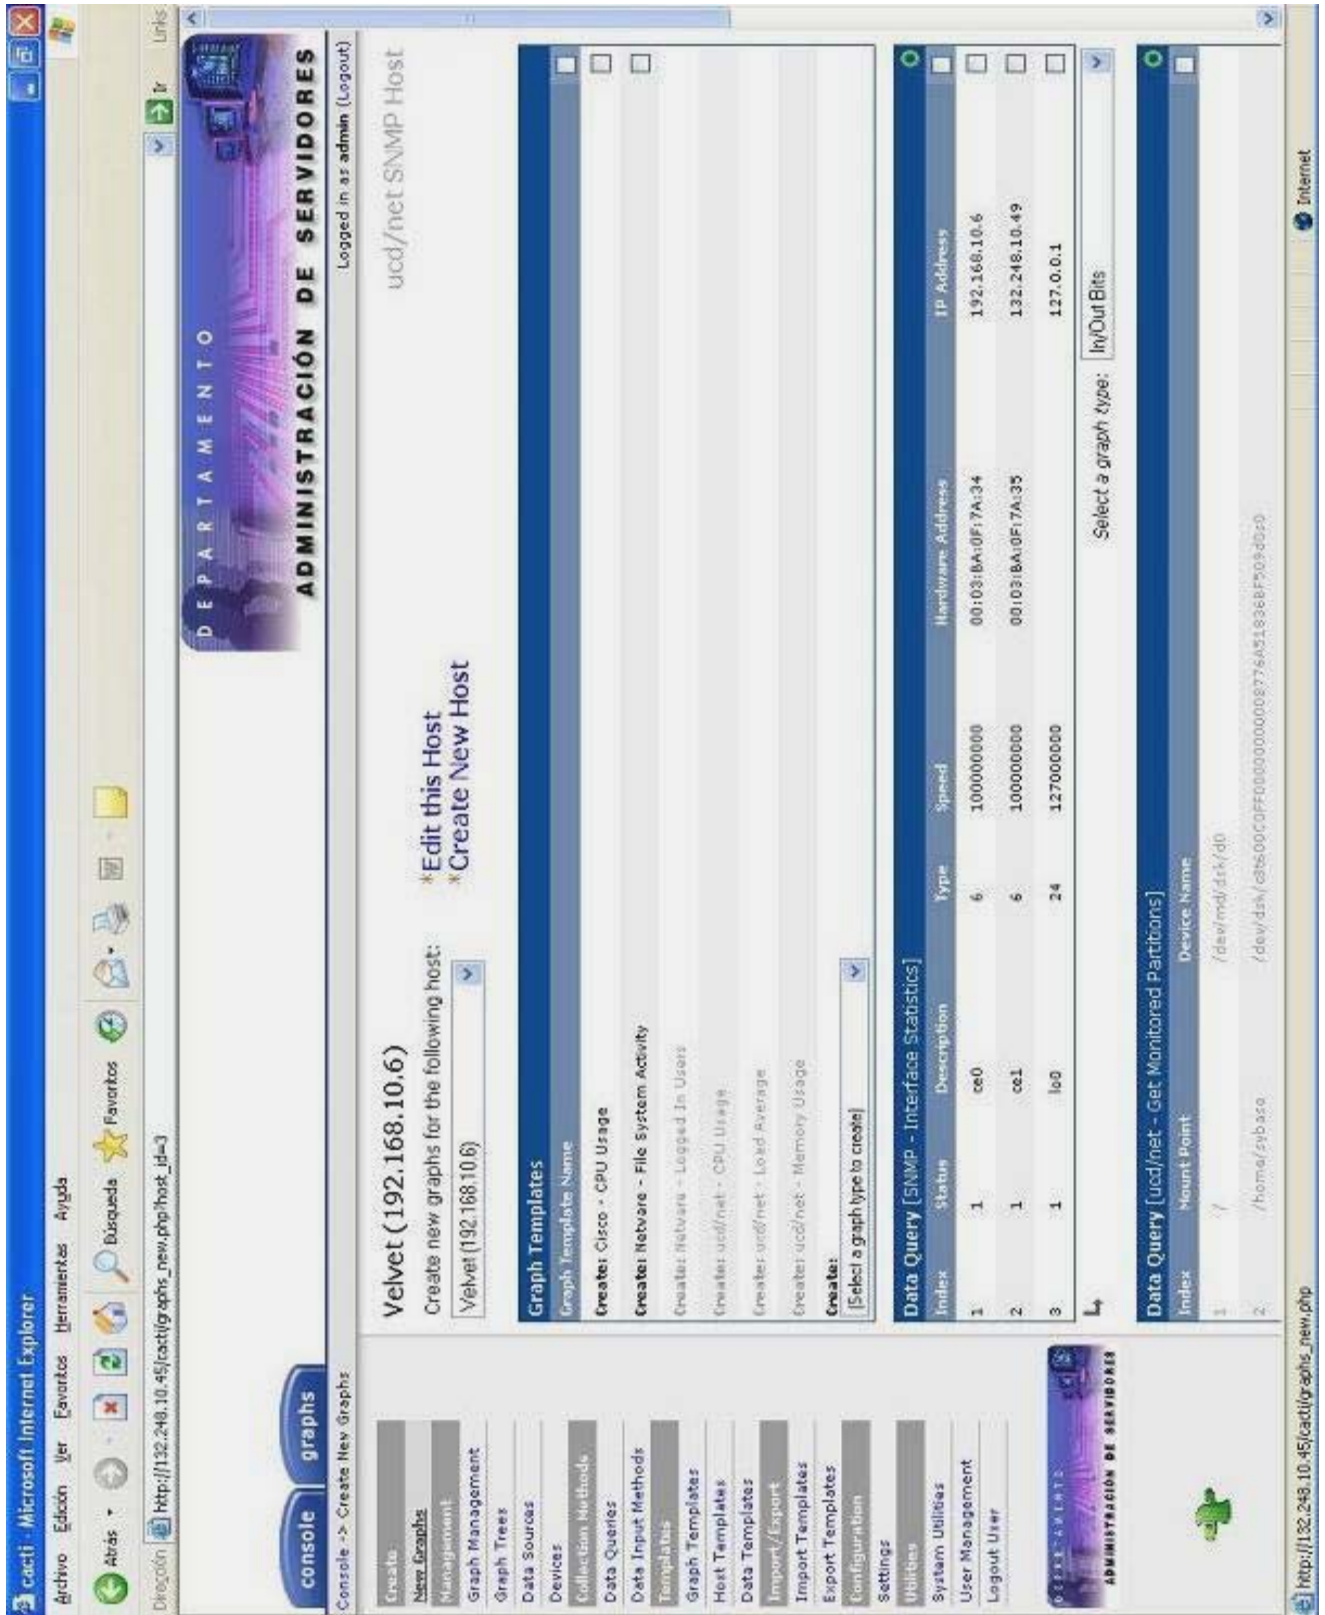 cacti - Microsoft Internet Explorer
Archivo Edición Ver Favoritos Herramientas Ayuda
Atrás Búsqueda Favoritos
Dirección http://132.248.10.45/cacti/graphs_new.php?host_id=3 Ir Links
console graphs
DEPARTAMENTO
ADMINISTRACIÓN DE SERVIDORES
Console -> Create New Graphs Logged in as admin (Logout)
Create
New Graphs
Management
Graph Management
Graph Trees
Data Sources
Devices
Collection Methods
Data Queries
Data Input Methods
Templates
Graph Templates
Host Templates
Data Templates
Import/Export
Import Templates
Export Templates
Configuration
Settings
Utilities
System Utilities
User Management
Logout User
DEPARTAMENTO
ADMINISTRACIÓN DE SERVIDORES
Velvet (192.168.10.6) ucd/net SNMP Host
Create new graphs for the following host:
Velvet (192.168.10.6)
*Edit this Host
*Create New Host
Graph Templates
Graph Template Name
Create: Cisco - CPU Usage
Create: Netware - File System Activity
Create: Netware - Logged In Users
Create: ucd/net - CPU Usage
Create: ucd/net - Load Average
Create: ucd/net - Memory Usage
Create:
(Select a graph type to create)
Data Query [SNMP - Interface Statistics]
Index Status Description Type Speed Hardware Address IP Address
1 1 ce0 6 100000000 00:03:BA:0F:7A:34 192.168.10.6
2 1 ce1 6 100000000 00:03:BA:0F:7A:35 132.248.10.49
3 1 lo0 24 127000000 127.0.0.1
Select a graph type: In/Out Bits
Data Query [ucd/net - Get Monitored Partitions]
Index Mount Point Device Name
1 / /dev/md/dsk/d0
2 /home/sybase
http://132.248.10.45/cacti/graphs_new.php Internet